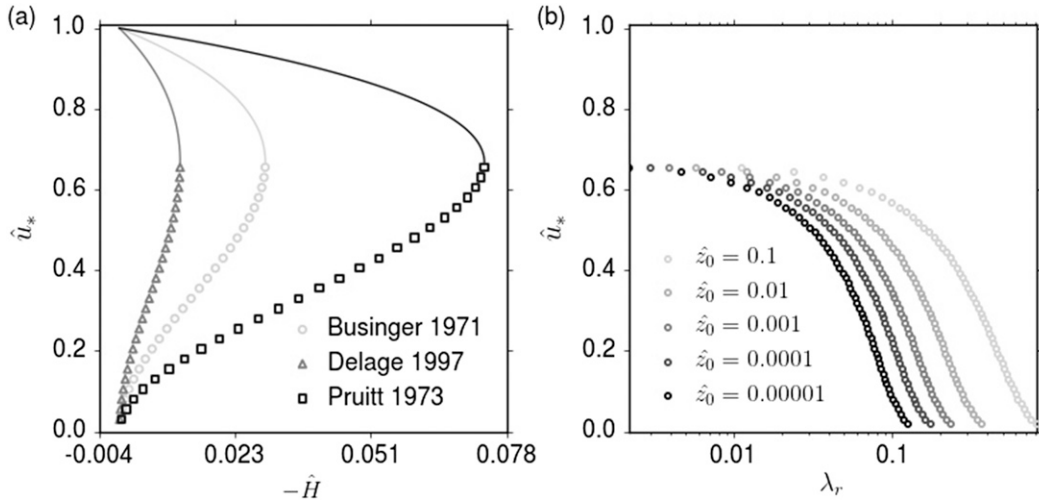 (a)
1.0
0.8
0.6
0.4
0.2
0.0
û*
Businger 1971
Delage 1997
Pruitt 1973
-0.004 0.023 0.051 0.078
−Ĥ
(b)
1.0
0.8
0.6
0.4
0.2
0.0
û*
ẑ₀ = 0.1
ẑ₀ = 0.01
ẑ₀ = 0.001
ẑ₀ = 0.0001
ẑ₀ = 0.00001
0.01 0.1
λᵣ